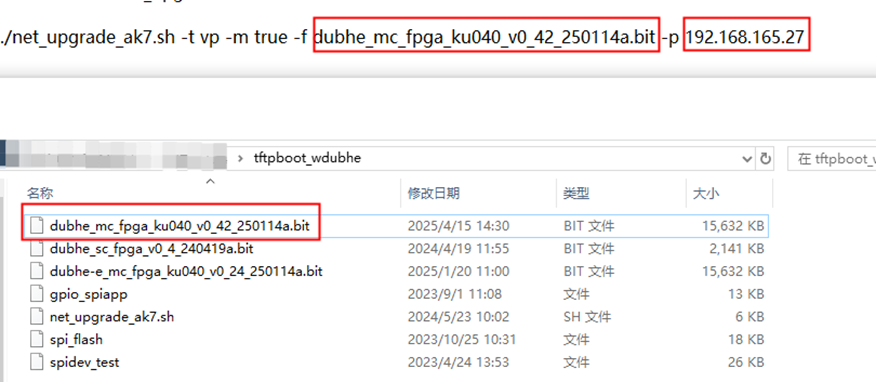 ./net_upgrade_ak7.sh -t vp -m true -f dubhe_mc_fpga_ku040_v0_42_250114a.bit -p 192.168.165.27
› tftpboot_wdubhe 在 tftpboot_w
名称 修改日期 类型 大小
dubhe_mc_fpga_ku040_v0_42_250114a.bit 2025/4/15 14:30 BIT 文件 15,632 KB
dubhe_sc_fpga_v0_4_240419a.bit 2024/4/19 11:55 BIT 文件 2,141 KB
dubhe-e_mc_fpga_ku040_v0_24_250114a.bit 2025/1/20 11:00 BIT 文件 15,632 KB
gpio_spiapp 2023/9/1 11:08 文件 13 KB
net_upgrade_ak7.sh 2024/5/23 10:02 SH 文件 6 KB
spi_flash 2023/10/25 10:31 文件 18 KB
spidev_test 2023/4/24 13:53 文件 26 KB